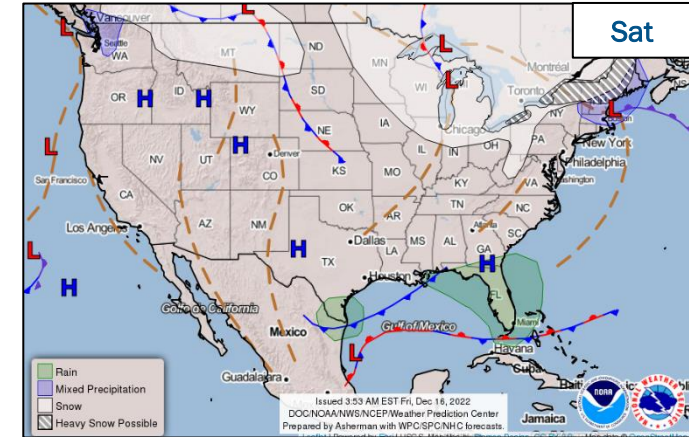 Sat
Vancouver
Seattle
WA
MT
ND
MN
Montréal
OR
ID
WY
SD
WI
MI
Toronto
NY
NE
IA
Chicago
New York
NV
UT
Denver
KS
MO
IL
IN
OH
PA
Philadelphia
San Francisco
CO
KY
VA
Washington
CA
OK
TN
NC
Los Angeles
AZ
NM
AR
Atlanta
SC
Dallas
MS
AL
GA
TX
LA
Houston
FL
Golfo de California
México
Gulf of Mexico
Miami
Havana
Cuba
Guadalajara
Jamaica
H
H
H
H
H
H
L
L
L
L
L
L
L
L
Rain
Mixed Precipitation
Snow
Heavy Snow Possible
Issued 3:53 AM EST Fri, Dec 16, 2022
DOC/NOAA/NWS/NCEP/Weather Prediction Center
Prepared by Asherman with WPC/SPC/NHC forecasts.
NOAA